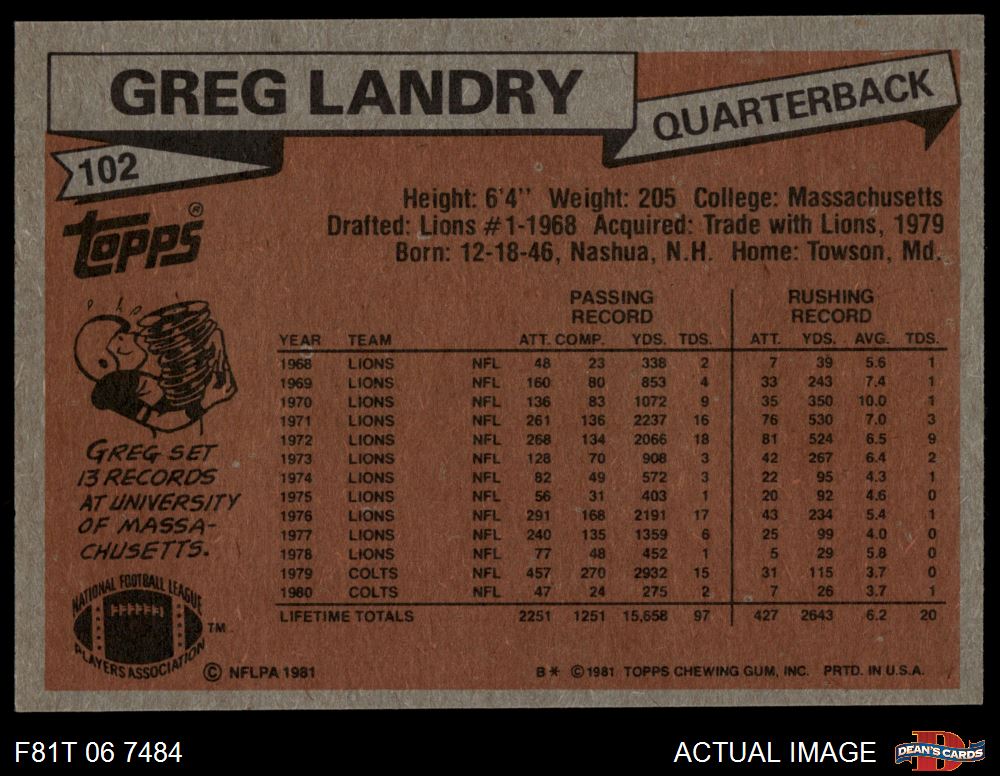 GREG LANDRY
QUARTERBACK
102
TOPPS®
Height: 6'4'' Weight: 205 College: Massachusetts
Drafted: Lions #1-1968 Acquired: Trade with Lions, 1979
Born: 12-18-46, Nashua, N.H. Home: Towson, Md.
PASSING RECORD RUSHING RECORD
YEAR TEAM ATT. COMP. YDS. TDS. ATT. YDS. AVG. TDS.
1968 LIONS NFL 48 23 338 2 7 39 5.6 1
1969 LIONS NFL 160 80 853 4 33 243 7.4 1
1970 LIONS NFL 136 83 1072 9 35 350 10.0 1
1971 LIONS NFL 261 136 2237 16 76 530 7.0 3
1972 LIONS NFL 268 134 2066 18 81 524 6.5 9
1973 LIONS NFL 128 70 908 3 42 267 6.4 2
1974 LIONS NFL 82 49 572 3 22 95 4.3 1
1975 LIONS NFL 56 31 403 1 20 92 4.6 0
1976 LIONS NFL 291 168 2191 17 43 234 5.4 1
1977 LIONS NFL 240 135 1359 6 25 99 4.0 0
1978 LIONS NFL 77 48 452 1 5 29 5.8 0
1979 COLTS NFL 457 270 2932 15 31 115 3.7 0
1980 COLTS NFL 47 24 275 2 7 26 3.7 1
LIFETIME TOTALS 2251 1251 15,658 97 427 2643 6.2 20
GREG SET
13 RECORDS
AT UNIVERSITY
OF MASSA-
CHUSETTS.
NATIONAL FOOTBALL LEAGUE
PLAYERS ASSOCIATION
TM
© NFLPA 1981
B* © 1981 TOPPS CHEWING GUM, INC. PRTD. IN U.S.A.
F81T 06 7484
ACTUAL IMAGE
DEAN'S CARDS